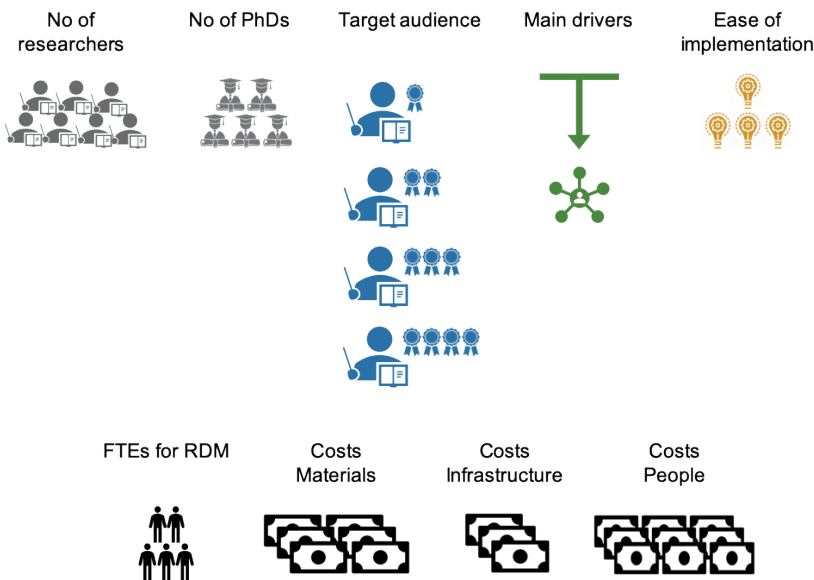 No of
researchers
No of PhDs
Target audience
Main drivers
Ease of
implementation
FTEs for RDM
Costs
Materials
Costs
Infrastructure
Costs
People